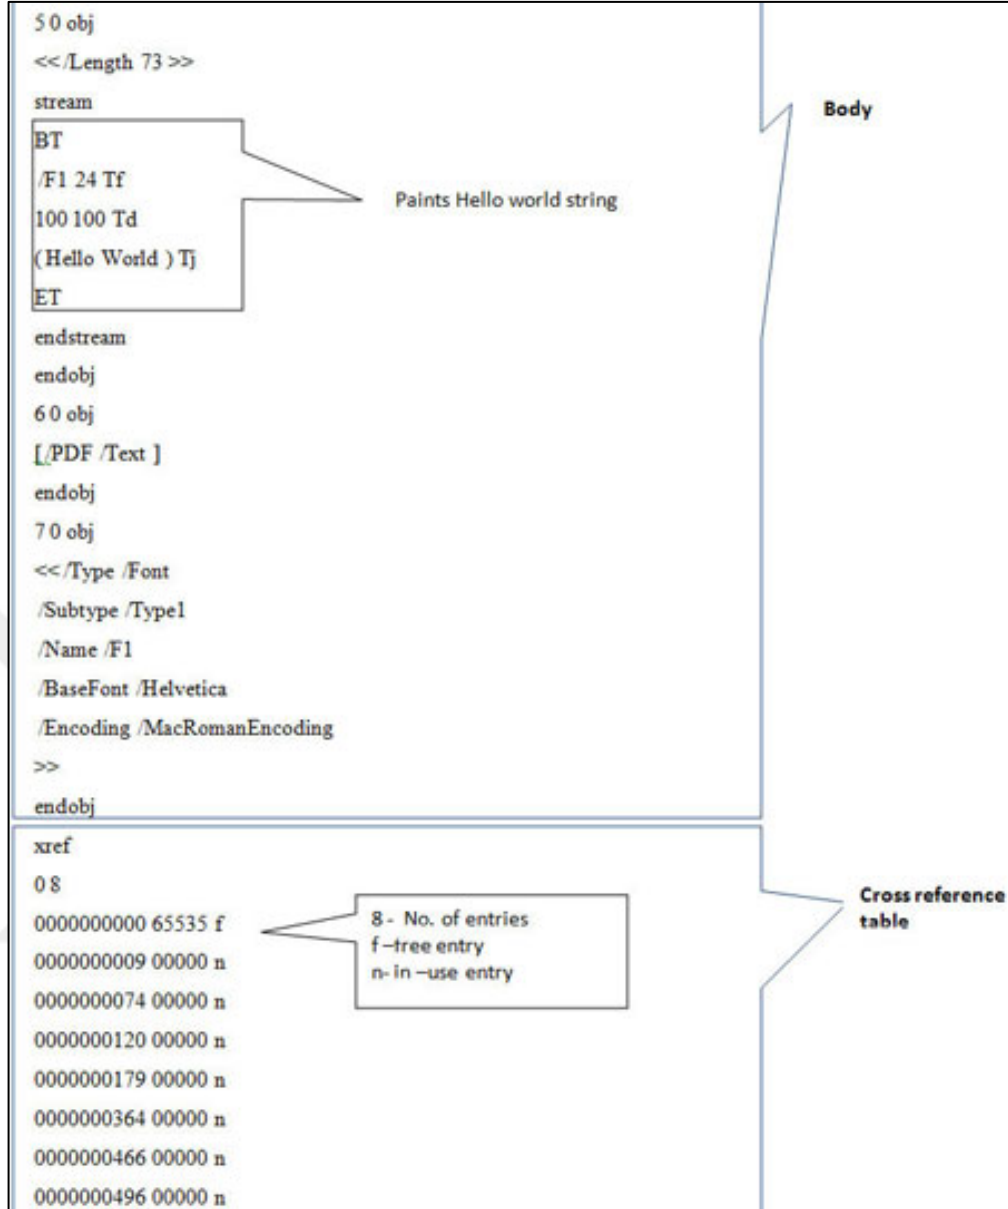 5 0 obj
<< /Length 73 >>
stream
BT
/F1 24 Tf
100 100 Td
( Hello World ) Tj
ET
endstream
endobj
6 0 obj
[ /PDF /Text ]
endobj
7 0 obj
<< /Type /Font
/Subtype /Type1
/Name /F1
/BaseFont /Helvetica
/Encoding /MacRomanEncoding
>>
endobj
Body
Paints Hello world string
xref
0 8
0000000000 65535 f
0000000009 00000 n
0000000074 00000 n
0000000120 00000 n
0000000179 00000 n
0000000364 00000 n
0000000466 00000 n
0000000496 00000 n
8 - No. of entries
f –free entry
n- in –use entry
Cross reference
table